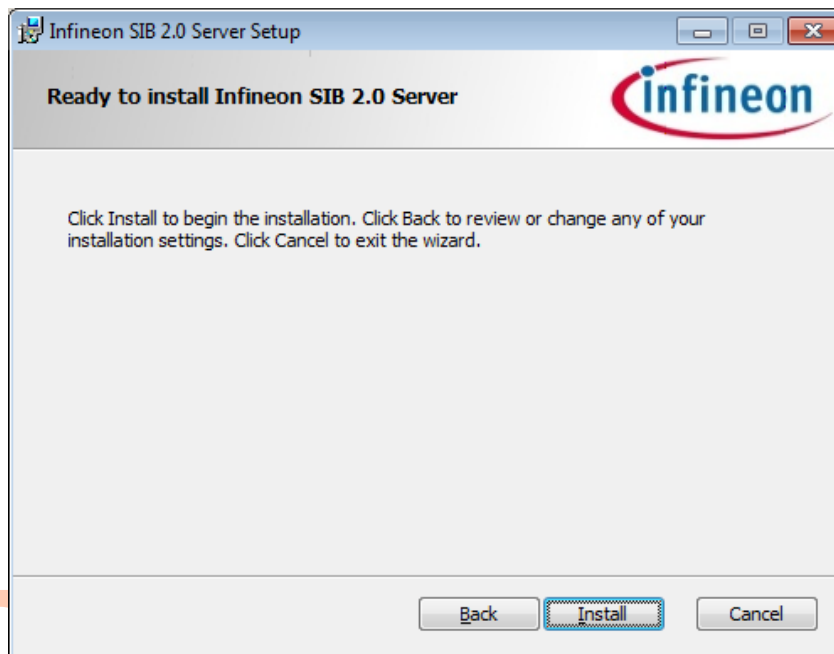 Infineon SIB 2.0 Server Setup
Ready to install Infineon SIB 2.0 Server
infineon
Click Install to begin the installation. Click Back to review or change any of your
installation settings. Click Cancel to exit the wizard.
Back
Install
Cancel